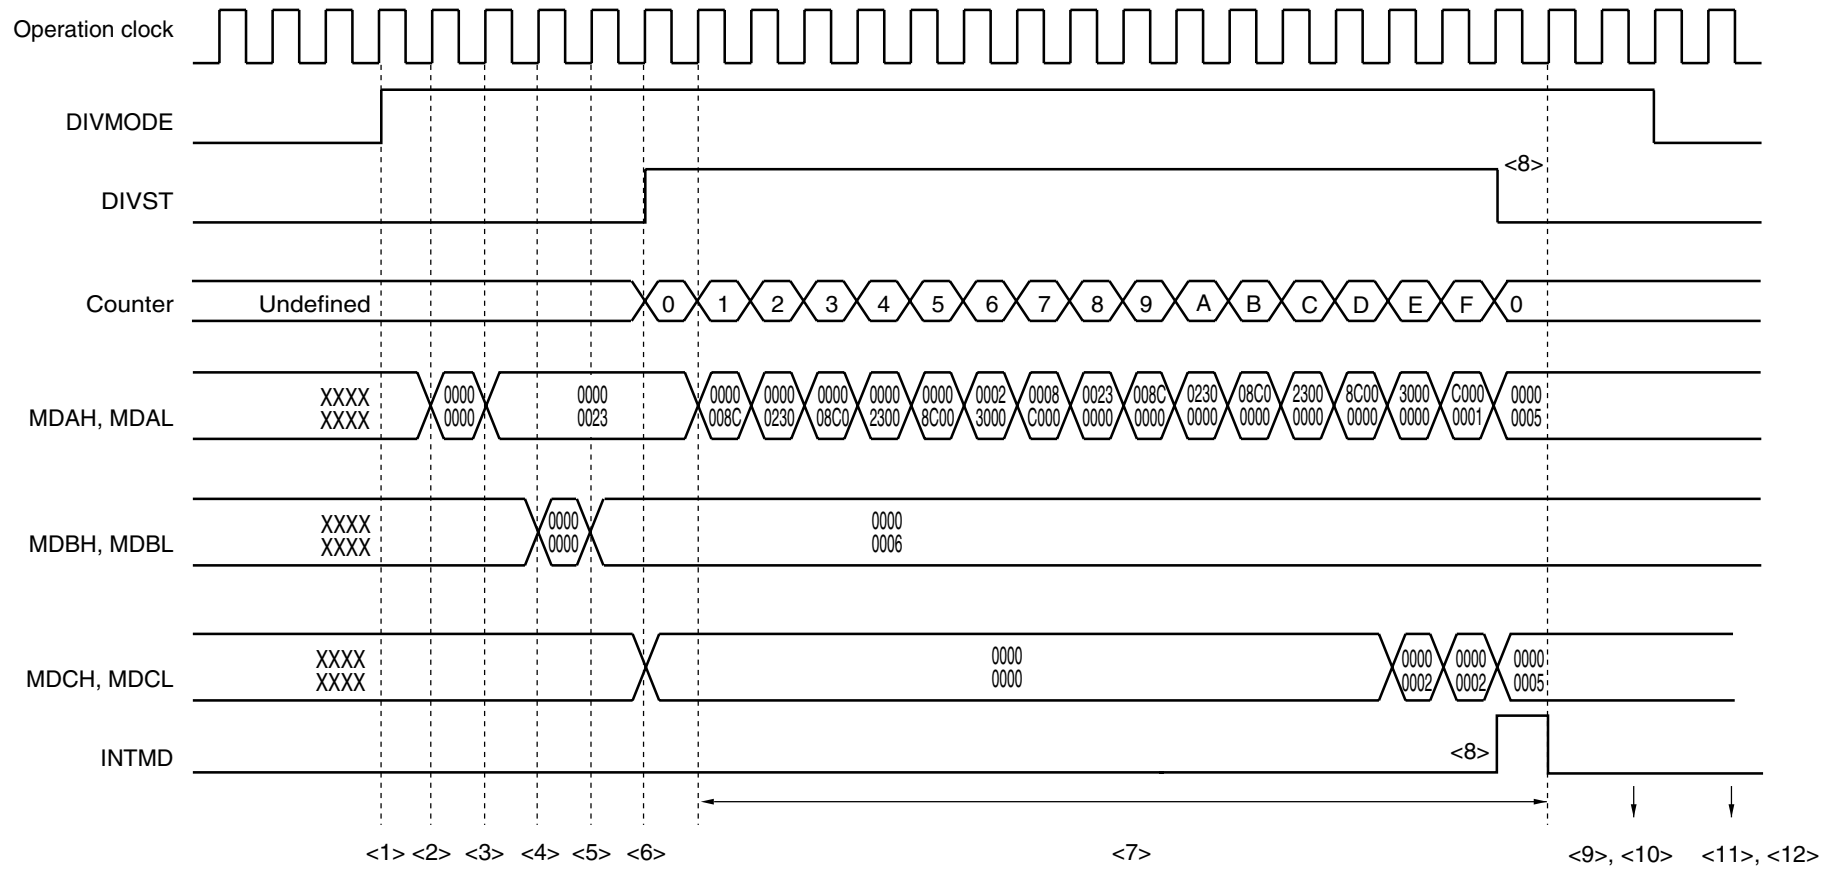 Operation clock
DIVMODE
<8>
DIVST
Counter Undefined 0 1 2 3 4 5 6 7 8 9 A B C D E F 0
XXXX 0000 0000 0000 0000 0000 0000 0000 0002 0008 0023 008C 0230 08C0 2300 8C00 3000 C000 0000
MDAH, MDAL XXXX 0000 0023 008C 0230 08C0 2300 8C00 3000 C000 0000 0000 0000 0000 0000 0000 0000 0001 0005
XXXX 0000 0000
MDBH, MDBL XXXX 0000 0006
XXXX 0000 0000 0000 0000
MDCH, MDCL XXXX 0000 0002 0002 0005
INTMD <8>
<1> <2> <3> <4> <5> <6> <7> <9>, <10> <11>, <12>